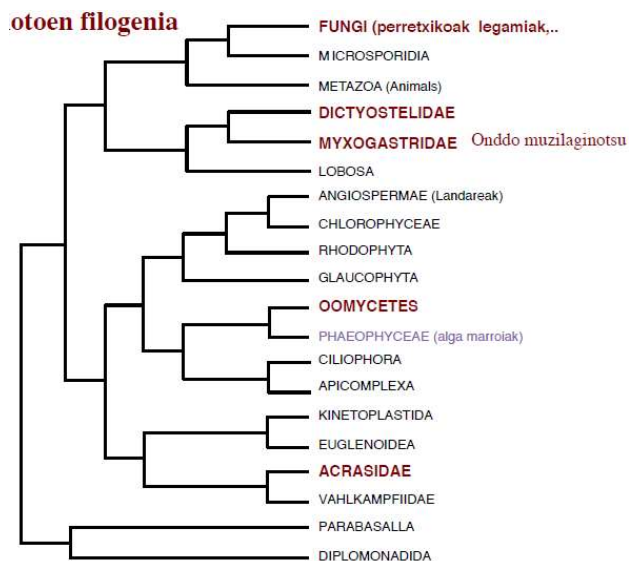 .otoen filogenia
FUNGI (perretxikoak legamiak,..
MICROSPORIDIA
METAZOA (Animals)
DICTYOSTELIDAE
MYXOGASTRIDAE Onddo muzilaginotsu
LOBOSA
ANGIOSPERMAE (Landareak)
CHLOROPHYCEAE
RHODOPHYTA
GLAUCOPHYTA
OOMYCETES
PHAEOPHYCEAE (alga marroiak)
CILIOPHORA
APICOMPLEXA
KINETOPLASTIDA
EUGLENOIDEA
ACRASIDAE
VAHLKAMPFIIDAE
PARABASALLA
DIPLOMONADIDA